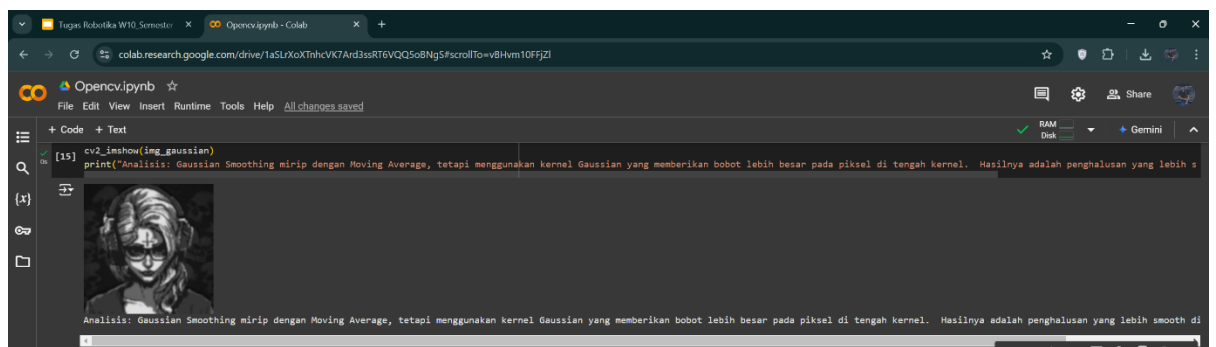 Tugas Robotika W10_Semester
Opencv.ipynb - Colab
colab.research.google.com/drive/1aSLrXoXTnhcVK7Ard3ssRT6VQQ5oBNgS#scrollTo=vBHvm10FFjZl
Opencv.ipynb
File Edit View Insert Runtime Tools Help All changes saved
Share
+ Code + Text
RAM
Disk
Gemini
0s
[15]
cv2_imshow(img_gaussian)
print("Analisis: Gaussian Smoothing mirip dengan Moving Average, tetapi menggunakan kernel Gaussian yang memberikan bobot lebih besar pada piksel di tengah kernel.  Hasilnya adalah penghalusan yang lebih s
{x}
Analisis: Gaussian Smoothing mirip dengan Moving Average, tetapi menggunakan kernel Gaussian yang memberikan bobot lebih besar pada piksel di tengah kernel.  Hasilnya adalah penghalusan yang lebih smooth di